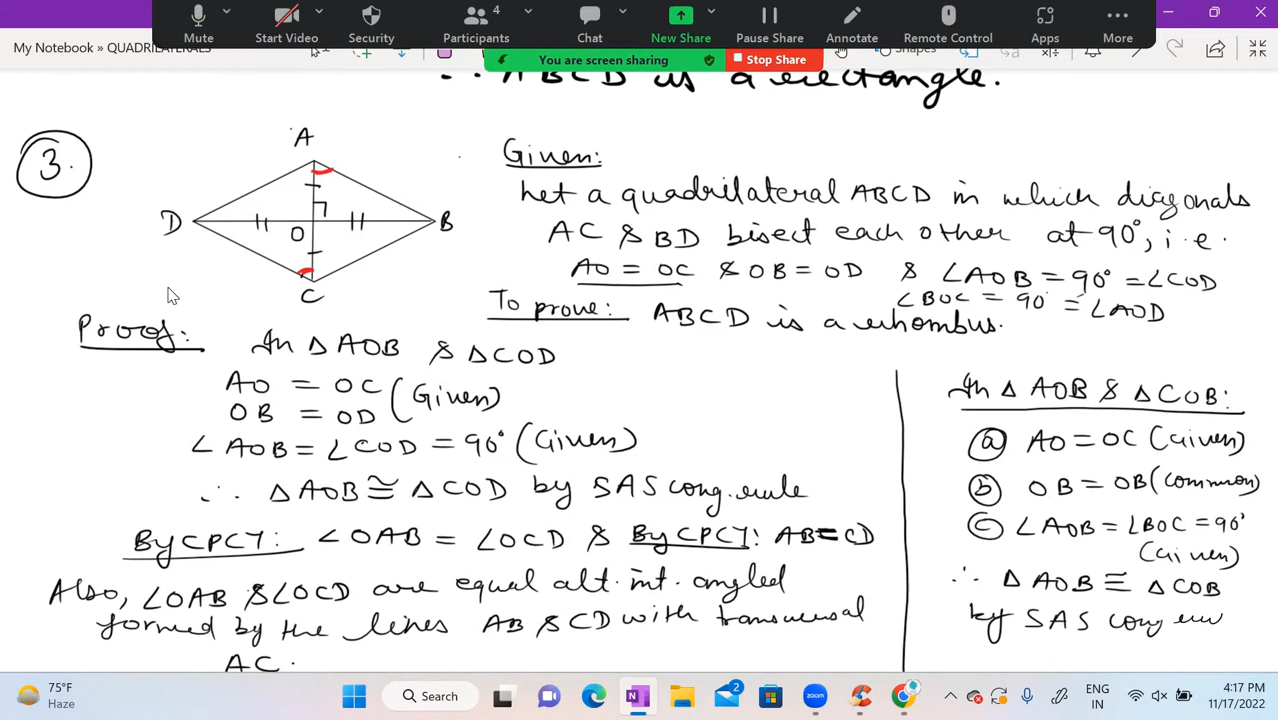 Mute
Start Video
Security
4
Participants
Chat
New Share
Pause Share
Annotate
Remote Control
Apps
More
My Notebook » QUADRILATERALS
Shapes
You are screen sharing
Stop Share
∴ ABCD is a rectangle.
3.
A
D
O
B
C
Given:
Let a quadrilateral ABCD in which diagonals
AC & BD bisect each other at 90°, i.e.
AO = OC & OB = OD & ∠AOB = 90° = ∠COD
∠BOC = 90° = ∠AOD
To prove: ABCD is a rhombus.
Proof: In △AOB & △COD
AO = OC
OB = OD (Given)
∠AOB = ∠COD = 90° (Given)
∴ △AOB ≅ △COD by SAS cong. rule
By CPCT: ∠OAB = ∠OCD & By CPCT: AB = CD
Also, ∠OAB & ∠OCD are equal alt. int. angled
formed by the lines AB & CD with transversal
AC.
In △AOB & △COB:
(a) AO = OC (Given)
(b) OB = OB (common)
(c) ∠AOB = ∠BOC = 90°
(Given)
∴ △AOB ≅ △COB
by SAS cong
75°F
Haze
Search
2
ENG
IN
4:17 PM
11/17/2022